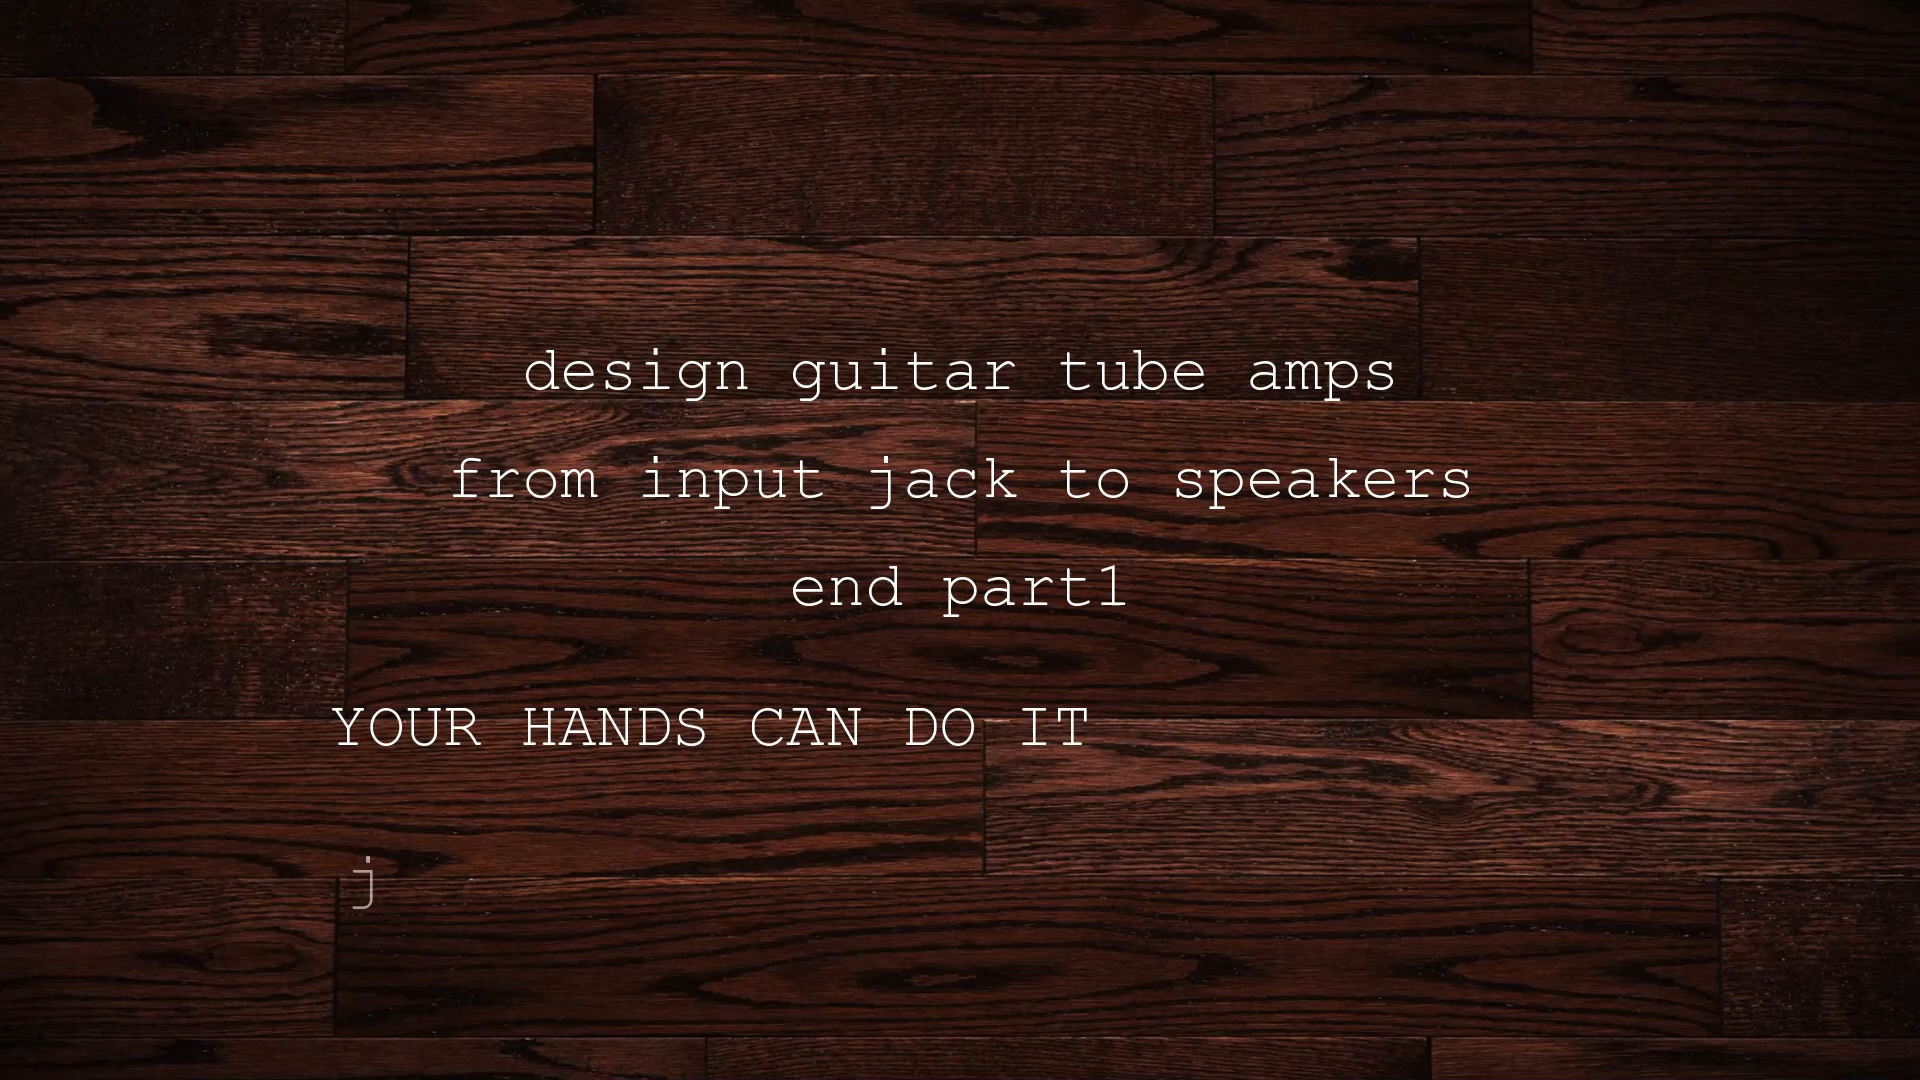 design guitar tube amps
from input jack to speakers
end part1
YOUR HANDS CAN DO IT
j